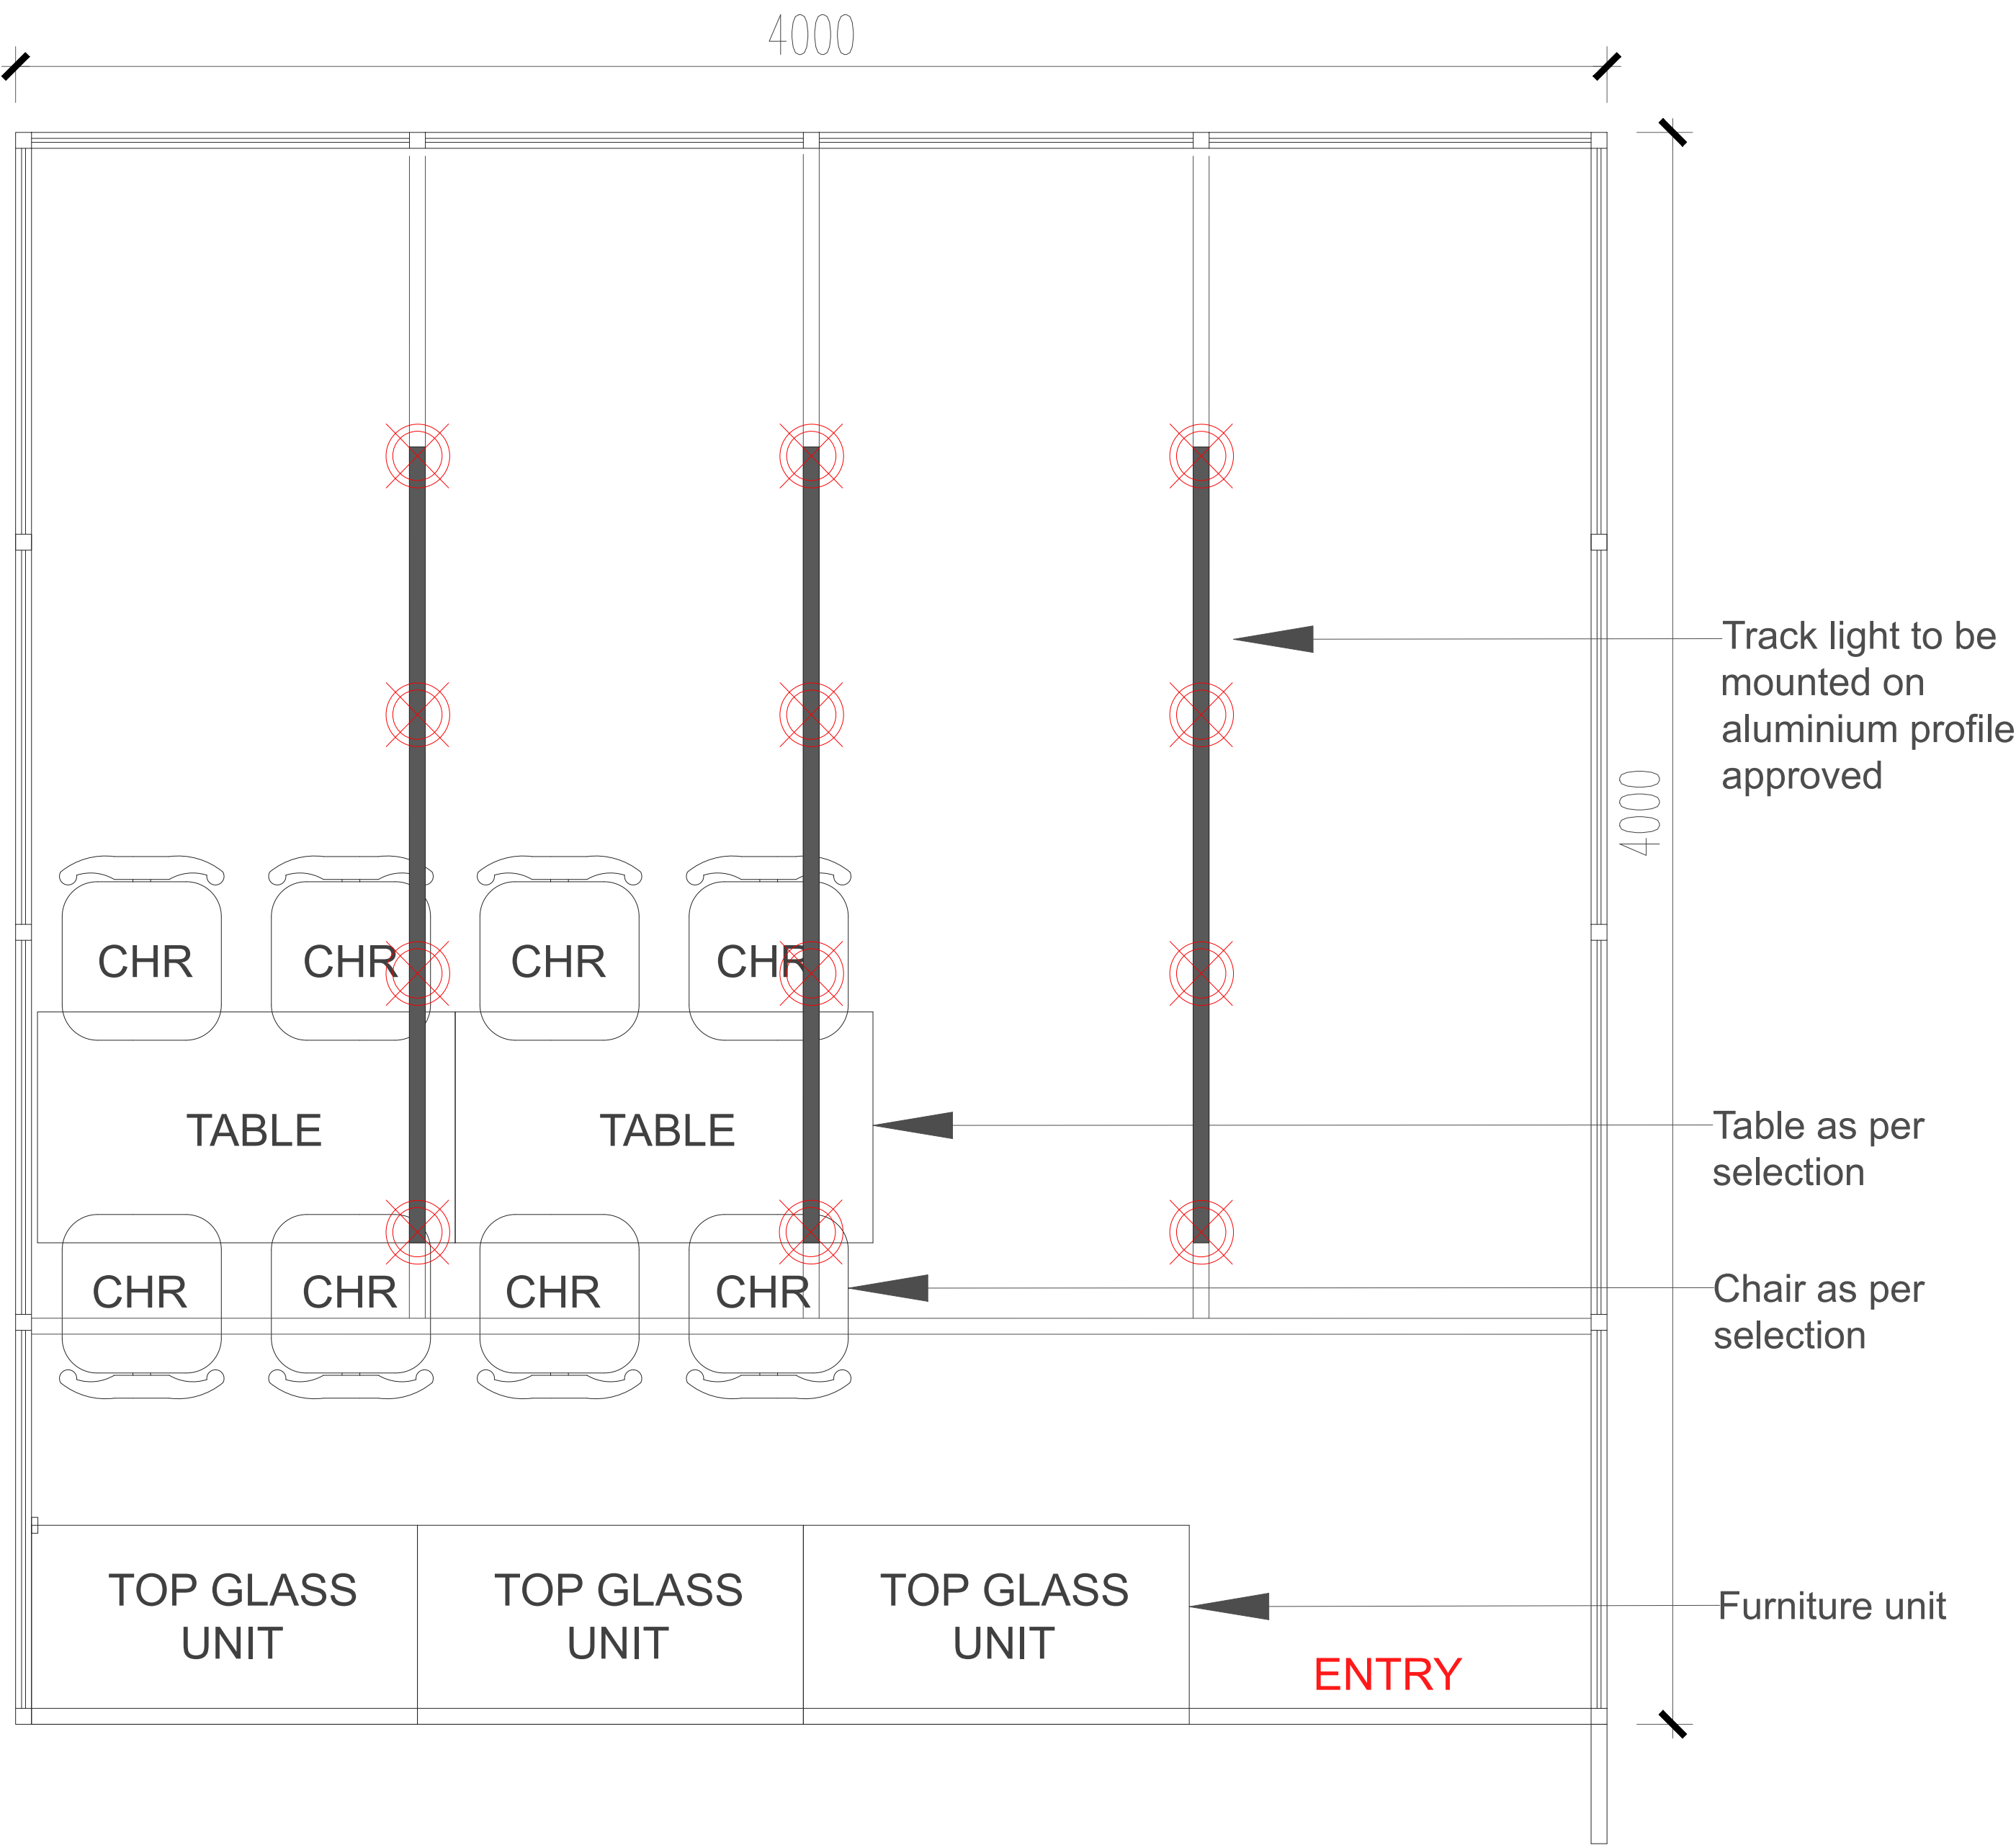 4000
Track light to be
mounted on
aluminium profile
approved
4000
CHR CHR CHR CHR
TABLE TABLE
Table as per
selection
CHR CHR CHR CHR
Chair as per
selection
TOP GLASS
UNIT
TOP GLASS
UNIT
TOP GLASS
UNIT
Furniture unit
ENTRY